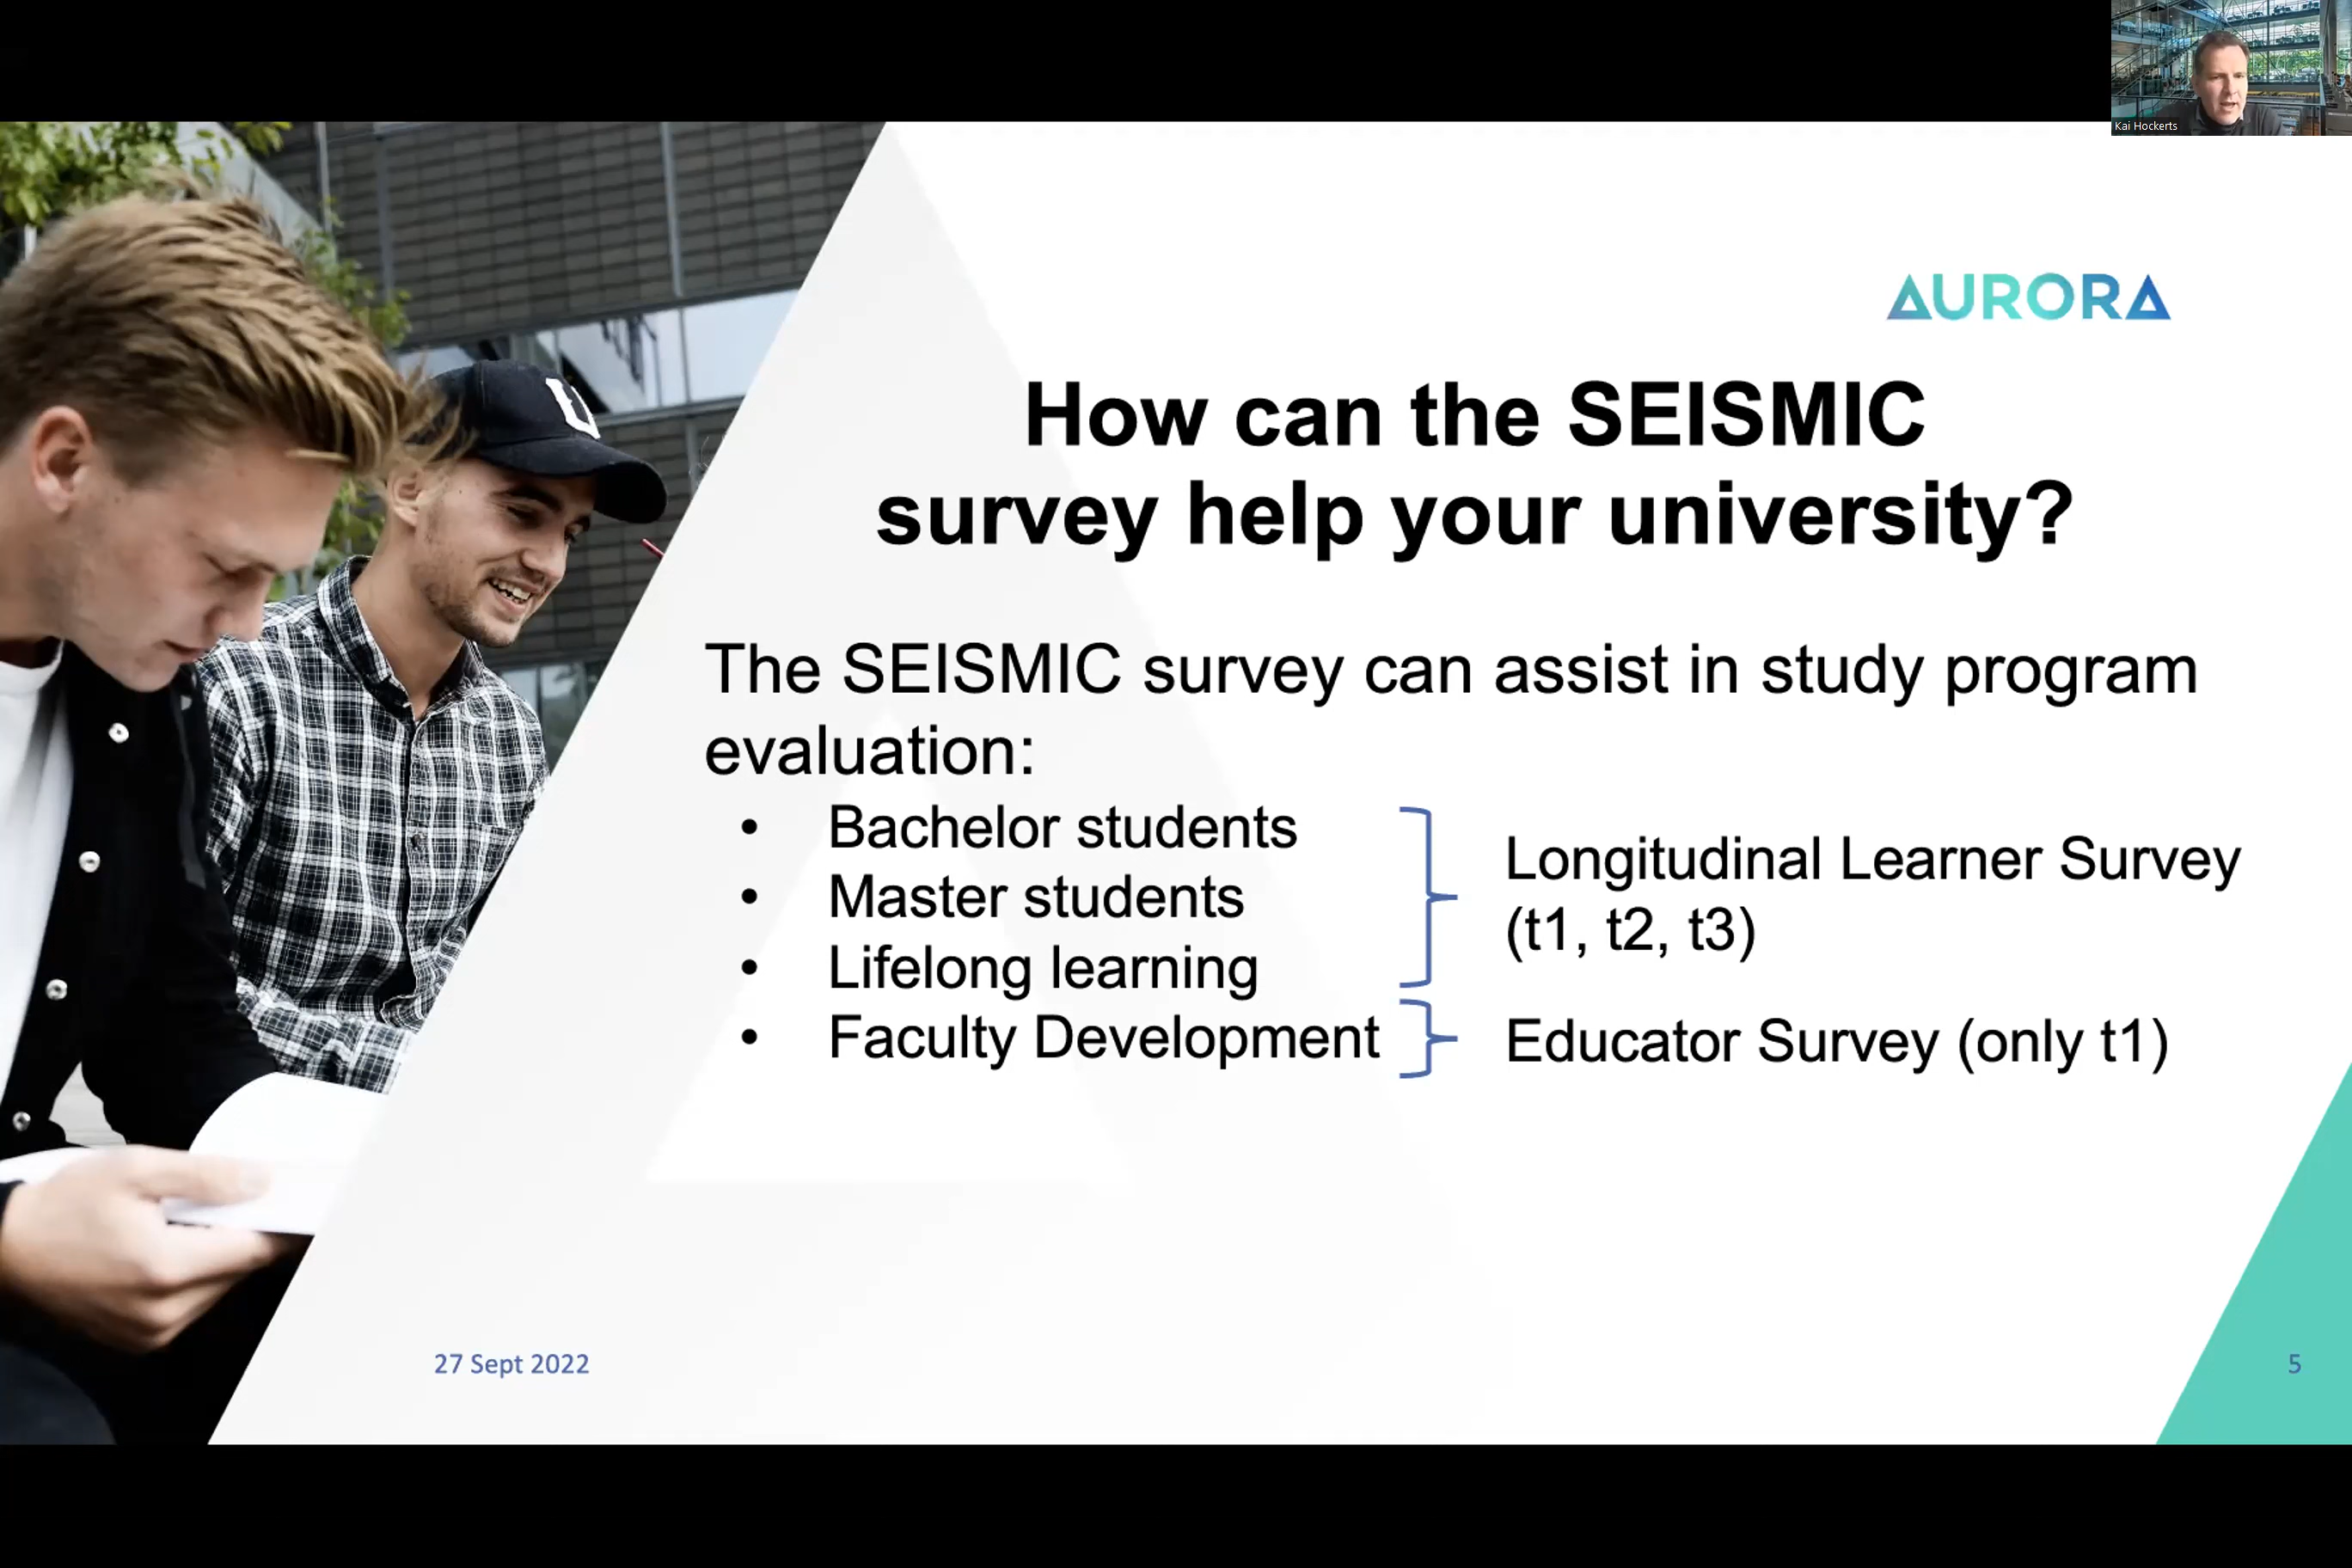 Kai Hockerts
AURORA
How can the SEISMIC
survey help your university?
The SEISMIC survey can assist in study program
evaluation:
• Bachelor students
• Master students
• Lifelong learning
• Faculty Development
Longitudinal Learner Survey
(t1, t2, t3)
Educator Survey (only t1)
27 Sept 2022
5